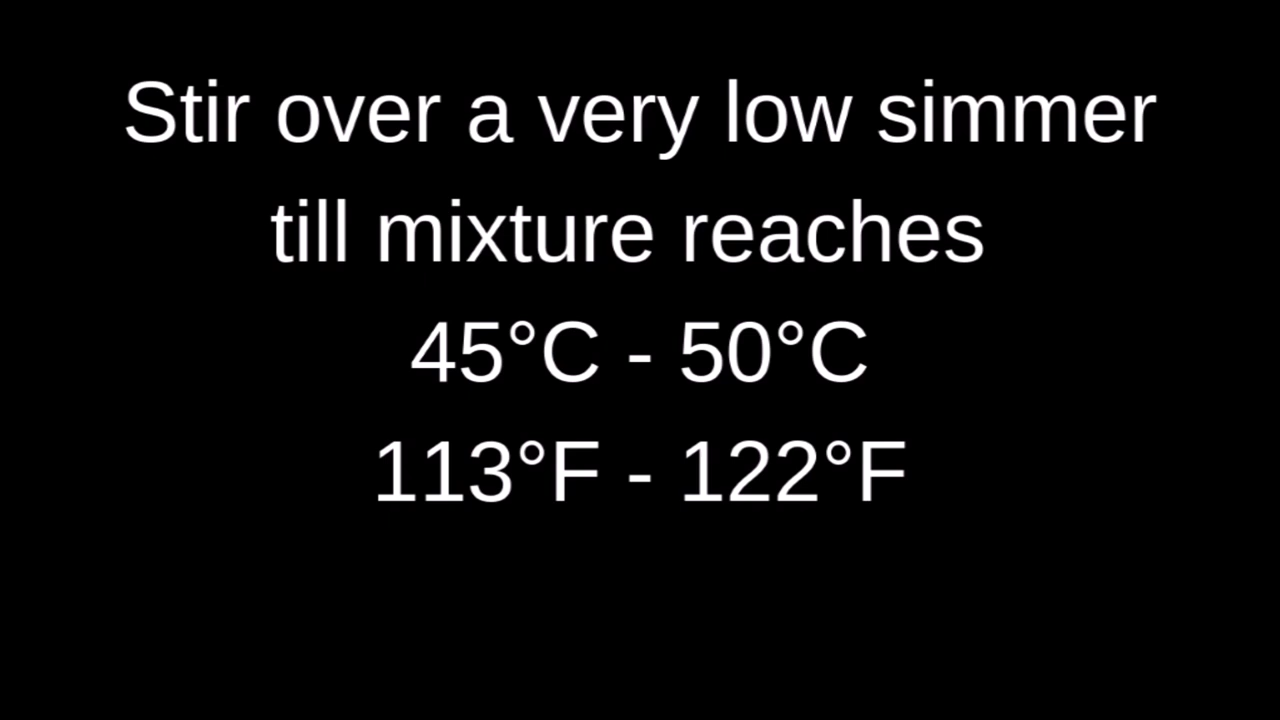 Stir over a very low simmer
till mixture reaches
45°C - 50°C
113°F - 122°F